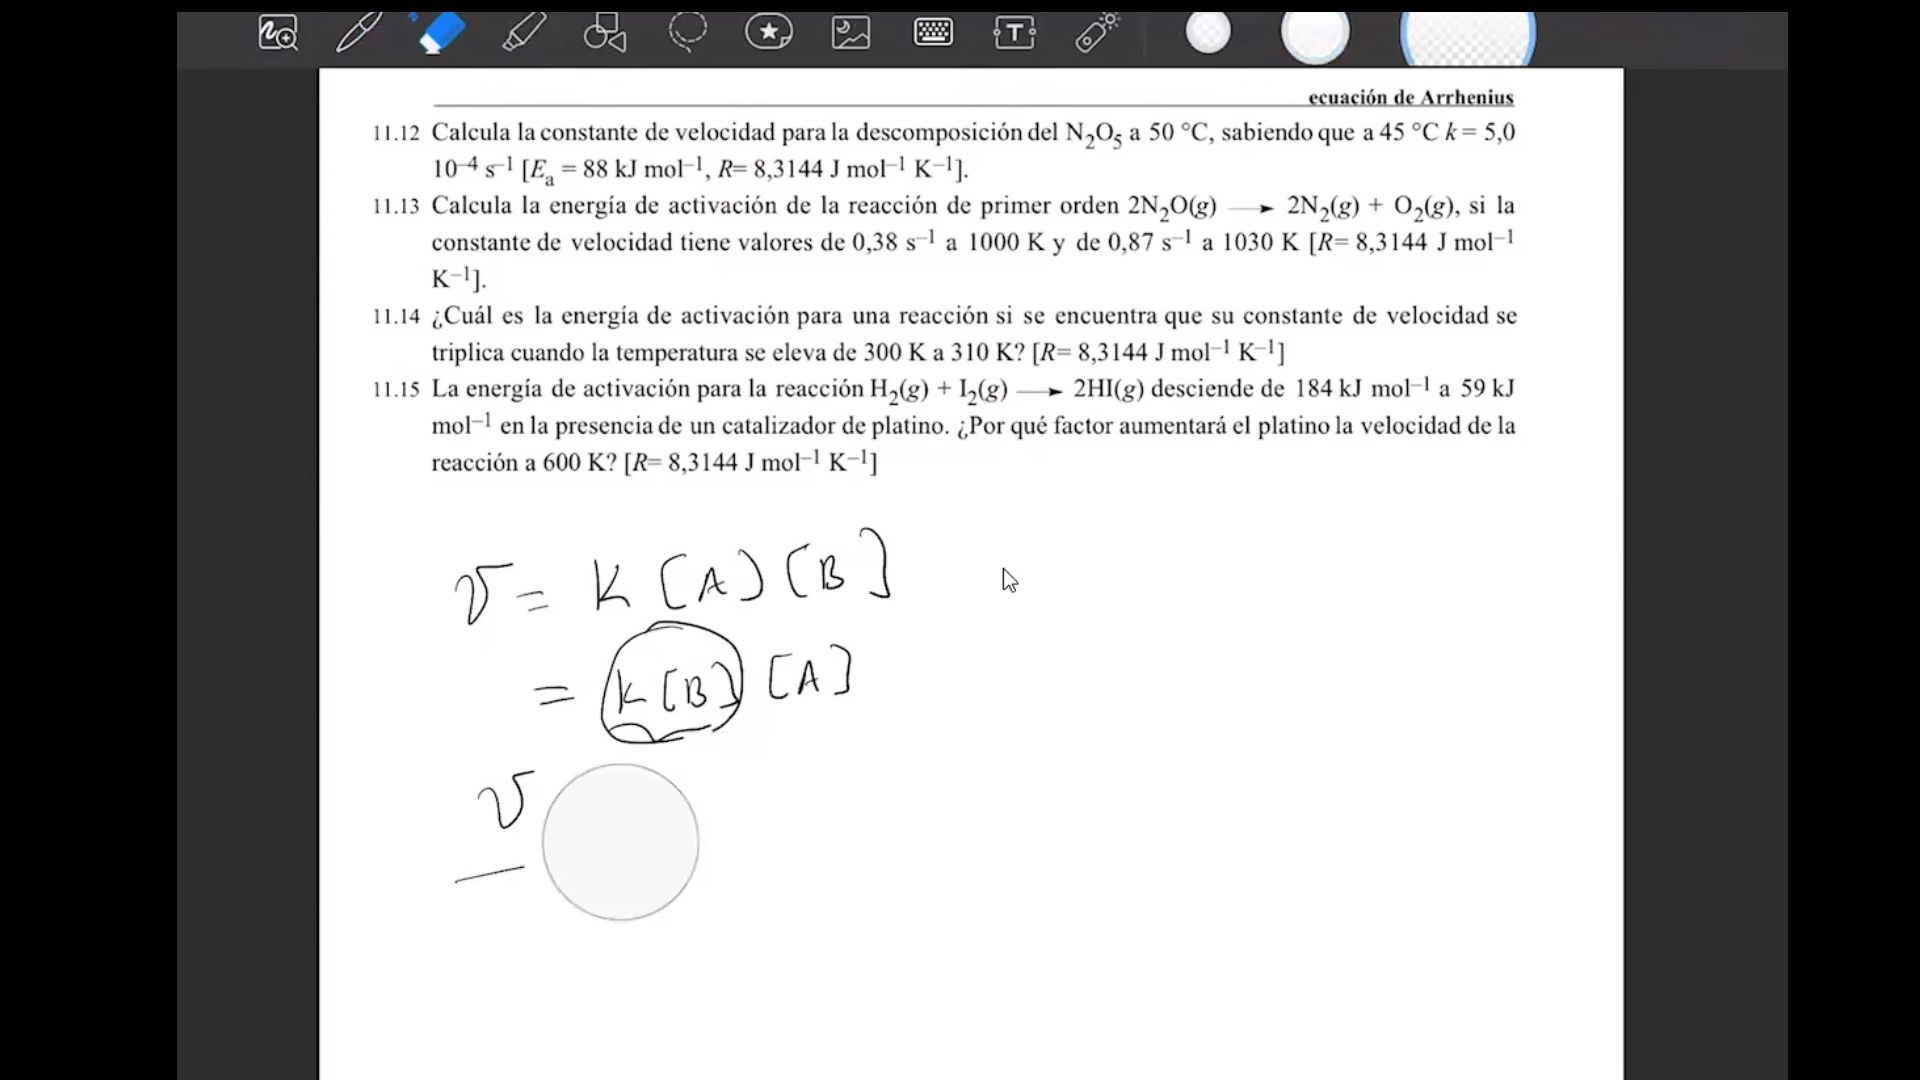 ecuación de Arrhenius
11.12 Calcula la constante de velocidad para la descomposición del N₂O₅ a 50 °C, sabiendo que a 45 °C k = 5,0
10⁻⁴ s⁻¹ [Eₐ = 88 kJ mol⁻¹, R= 8,3144 J mol⁻¹ K⁻¹].
11.13 Calcula la energía de activación de la reacción de primer orden 2N₂O(g) ⟶ 2N₂(g) + O₂(g), si la
constante de velocidad tiene valores de 0,38 s⁻¹ a 1000 K y de 0,87 s⁻¹ a 1030 K [R= 8,3144 J mol⁻¹
K⁻¹].
11.14 ¿Cuál es la energía de activación para una reacción si se encuentra que su constante de velocidad se
triplica cuando la temperatura se eleva de 300 K a 310 K? [R= 8,3144 J mol⁻¹ K⁻¹]
11.15 La energía de activación para la reacción H₂(g) + I₂(g) ⟶ 2HI(g) desciende de 184 kJ mol⁻¹ a 59 kJ
mol⁻¹ en la presencia de un catalizador de platino. ¿Por qué factor aumentará el platino la velocidad de la
reacción a 600 K? [R= 8,3144 J mol⁻¹ K⁻¹]
v = K [A] [B]
= K [B] [A]
v